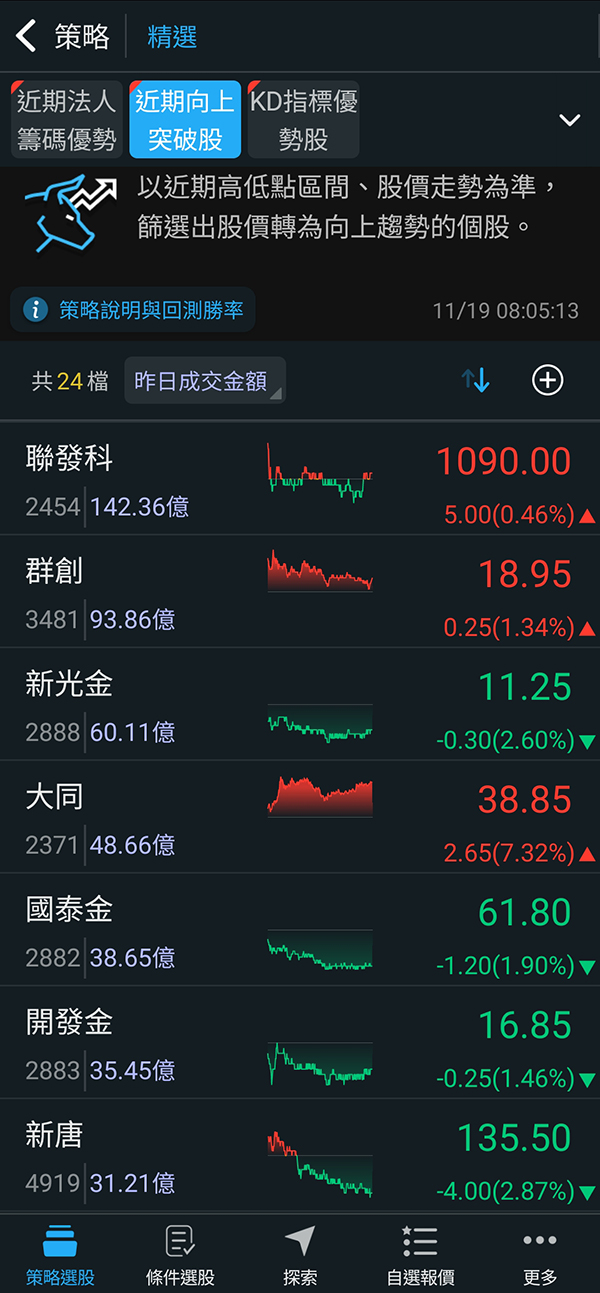 策略 精選
近期法人 近期向上 KD指標優
籌碼優勢 突破股 勢股
以近期高低點區間、股價走勢為準，
篩選出股價轉為向上趨勢的個股。
i 策略說明與回測勝率 11/19 08:05:13
共24檔 昨日成交金額
聯發科 1090.00
2454 142.36億 5.00(0.46%)▲
群創 18.95
3481 93.86億 0.25(1.34%)▲
新光金 11.25
2888 60.11億 -0.30(2.60%)▼
大同 38.85
2371 48.66億 2.65(7.32%)▲
國泰金 61.80
2882 38.65億 -1.20(1.90%)▼
開發金 16.85
2883 35.45億 -0.25(1.46%)▼
新唐 135.50
4919 31.21億 -4.00(2.87%)▼
策略選股 條件選股 探索 自選報價 更多